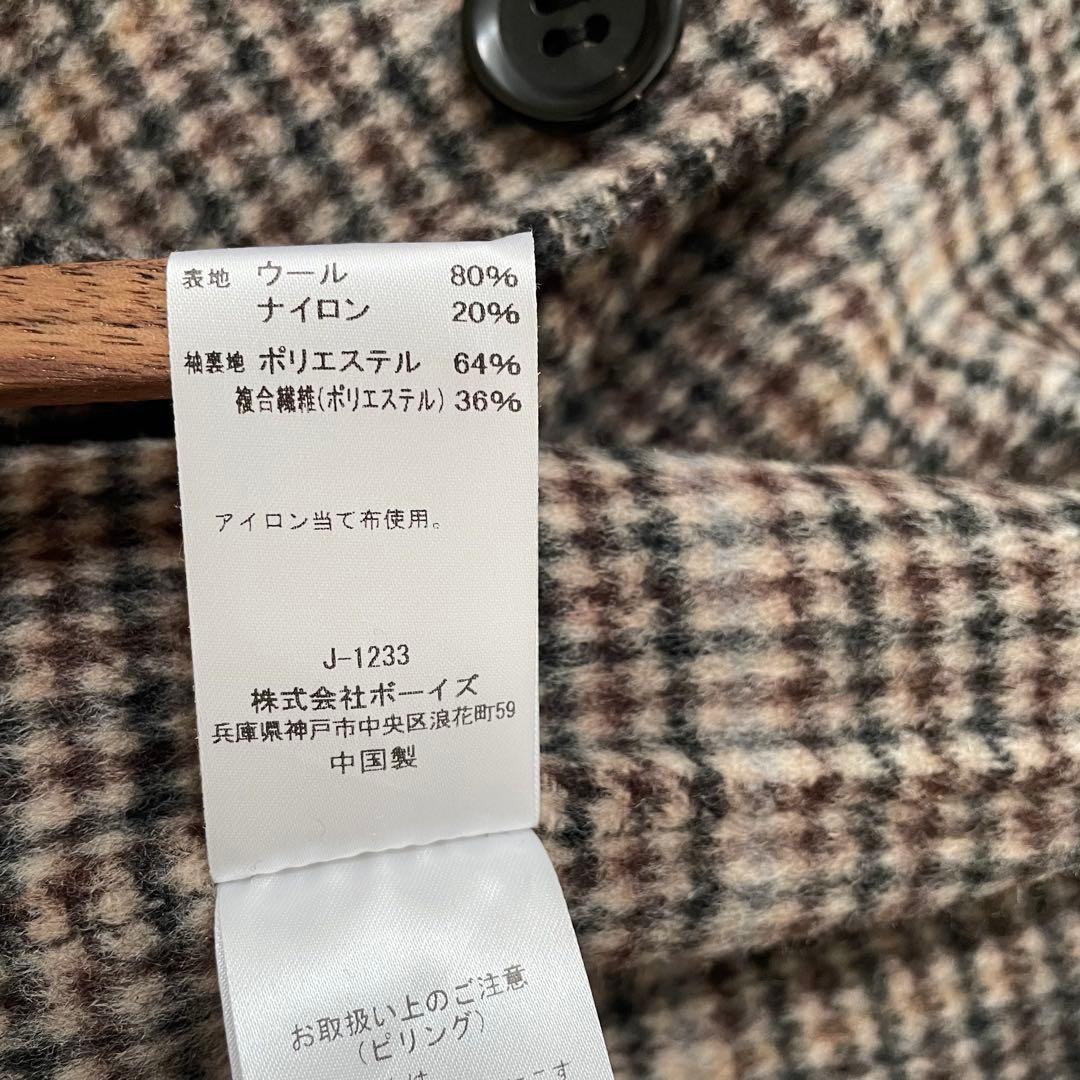 表地 ウール 80%
ナイロン 20%
袖裏地 ポリエステル 64%
複合繊維(ポリエステル) 36%
アイロン当て布使用。
J-1233
株式会社ボーイズ
兵庫県神戸市中央区浪花町59
中国製
お取扱い上のご注意
(ピリング)